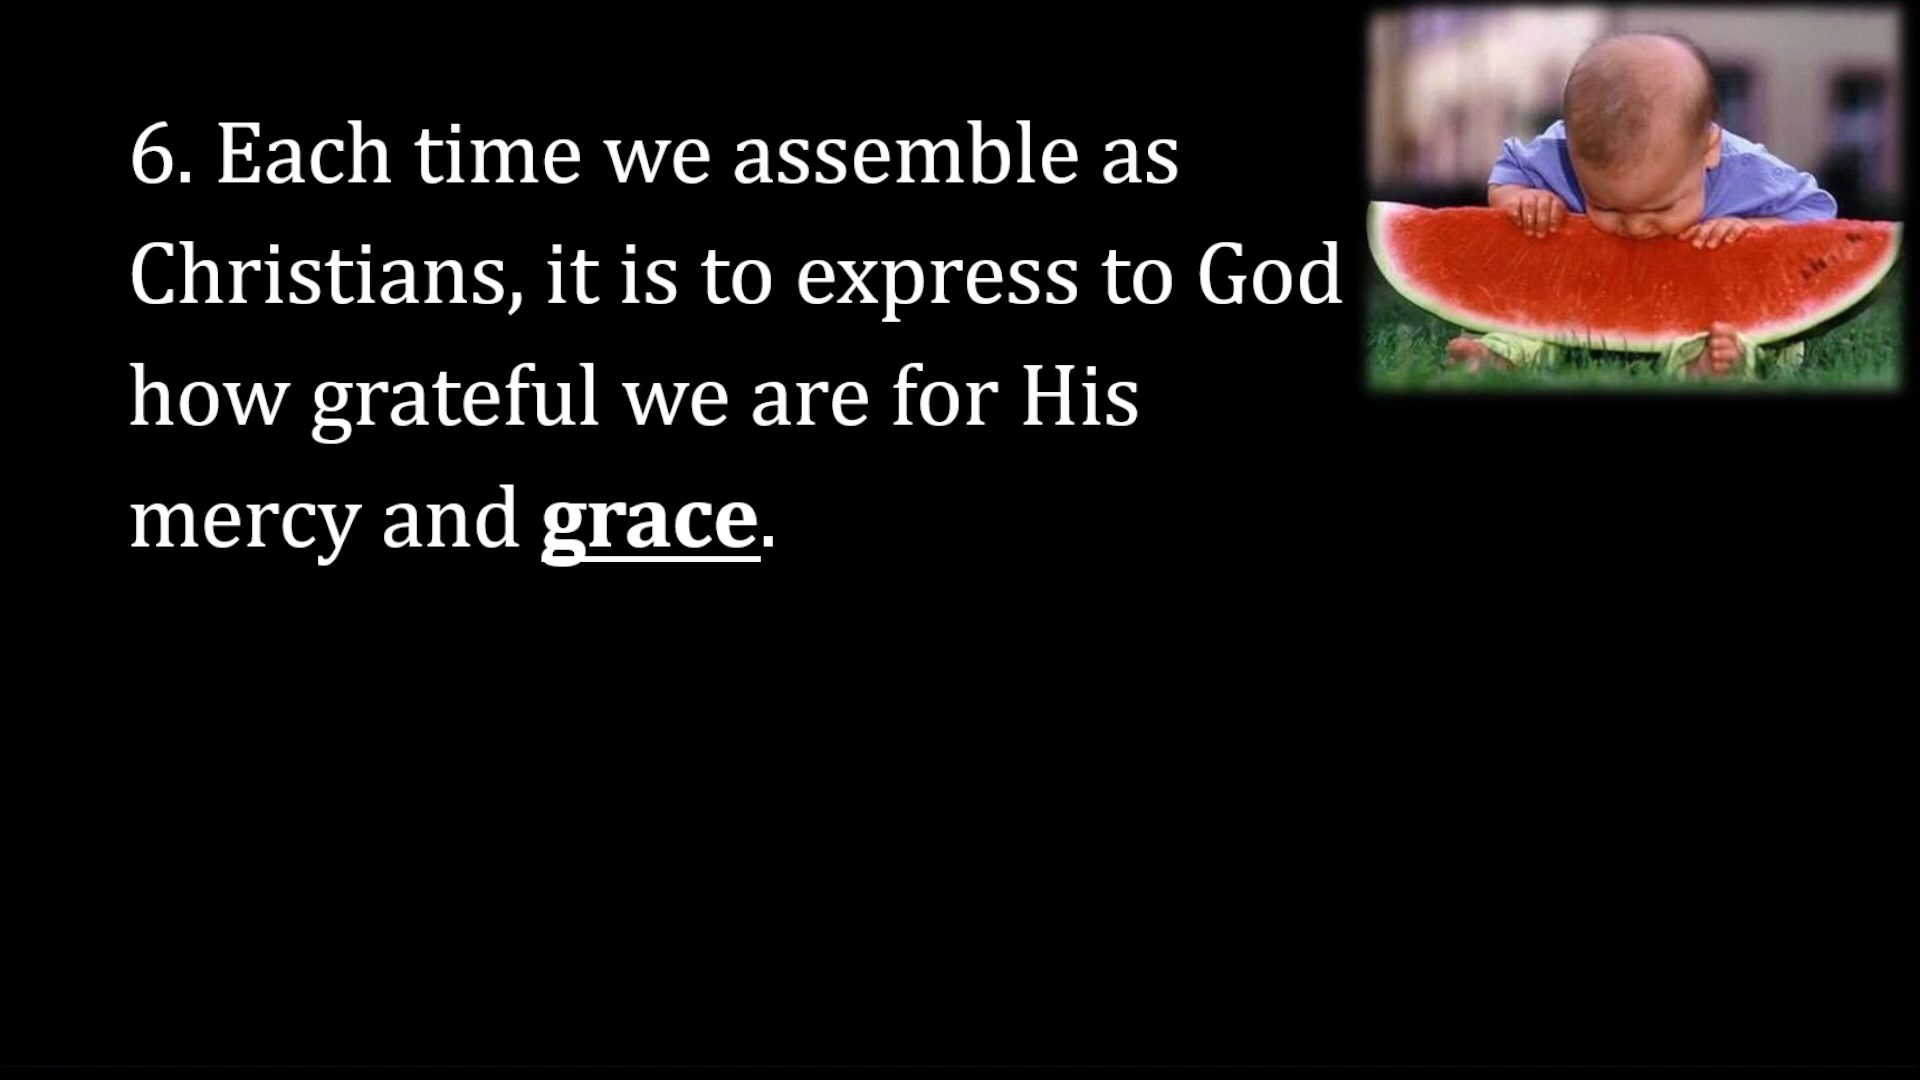 6. Each time we assemble as
Christians, it is to express to God
how grateful we are for His
mercy and grace.